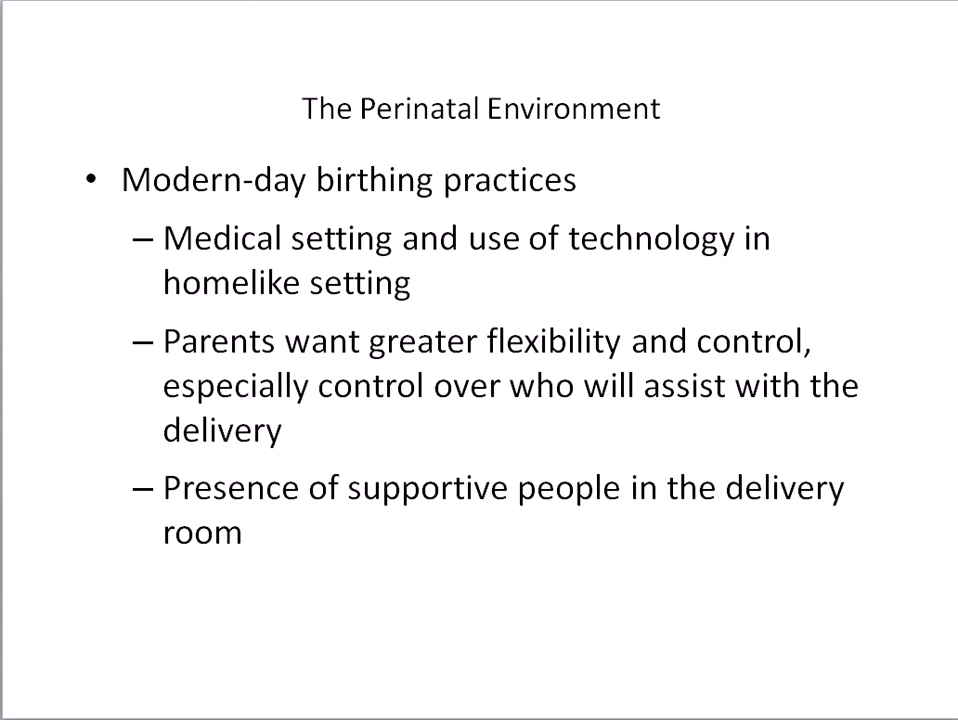 The Perinatal Environment
• Modern-day birthing practices
– Medical setting and use of technology in
homelike setting
– Parents want greater flexibility and control,
especially control over who will assist with the
delivery
– Presence of supportive people in the delivery
room